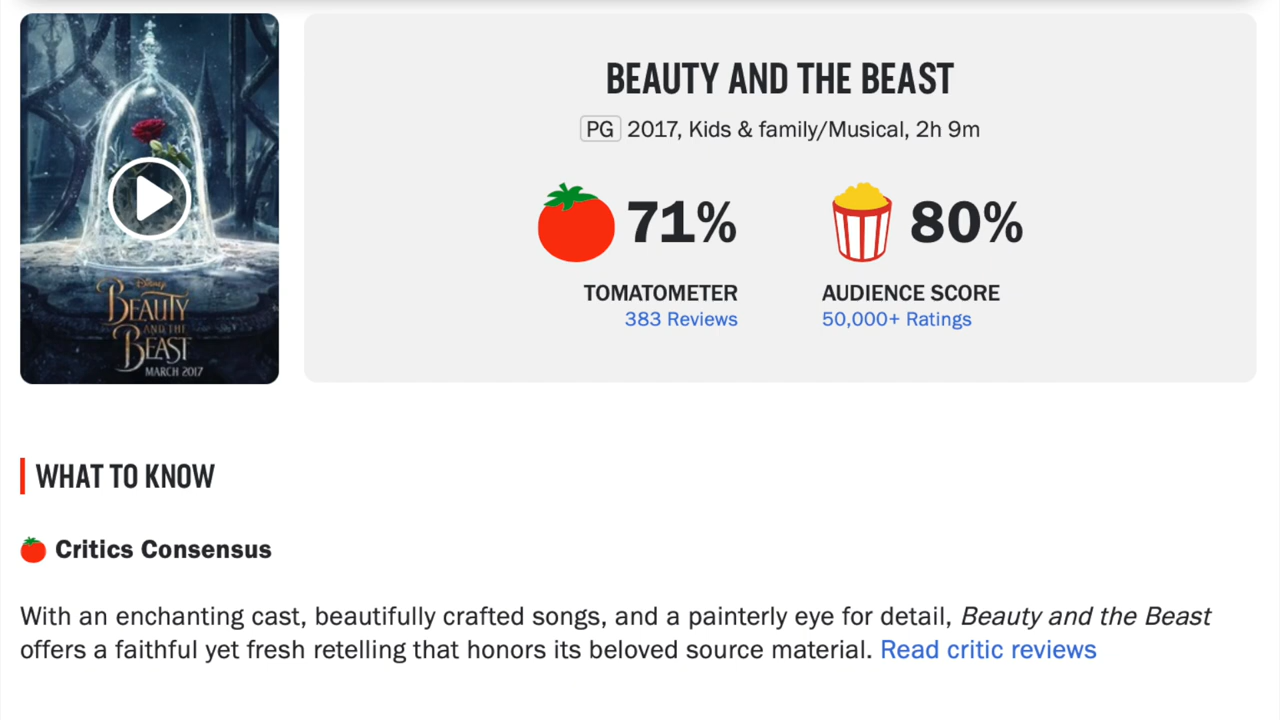 Disney
BEAUTY
AND THE
BEAST
MARCH 2017
BEAUTY AND THE BEAST
PG 2017, Kids & family/Musical, 2h 9m
71% 80%
TOMATOMETER AUDIENCE SCORE
383 Reviews 50,000+ Ratings
WHAT TO KNOW
Critics Consensus
With an enchanting cast, beautifully crafted songs, and a painterly eye for detail, Beauty and the Beast
offers a faithful yet fresh retelling that honors its beloved source material. Read critic reviews